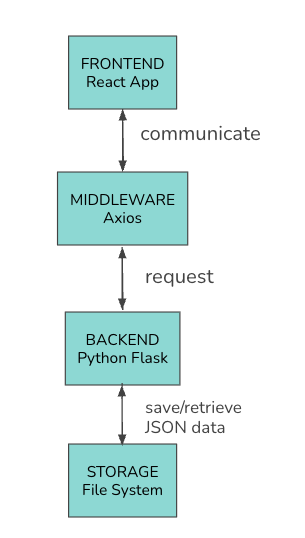 FRONTEND
React App
communicate
MIDDLEWARE
Axios
request
BACKEND
Python Flask
save/retrieve
JSON data
STORAGE
File System